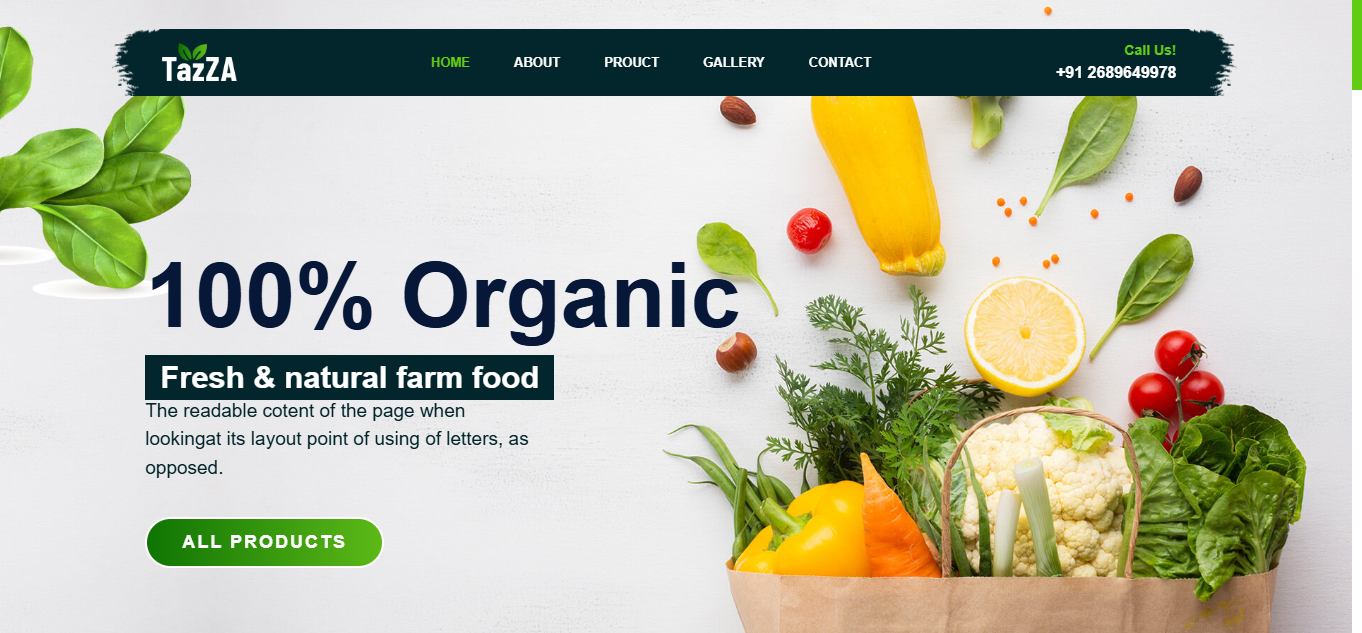 TazZA
HOME ABOUT PROUCT GALLERY CONTACT
Call Us!
+91 2689649978
100% Organic
Fresh & natural farm food
The readable cotent of the page when
lookingat its layout point of using of letters, as
opposed.
ALL PRODUCTS